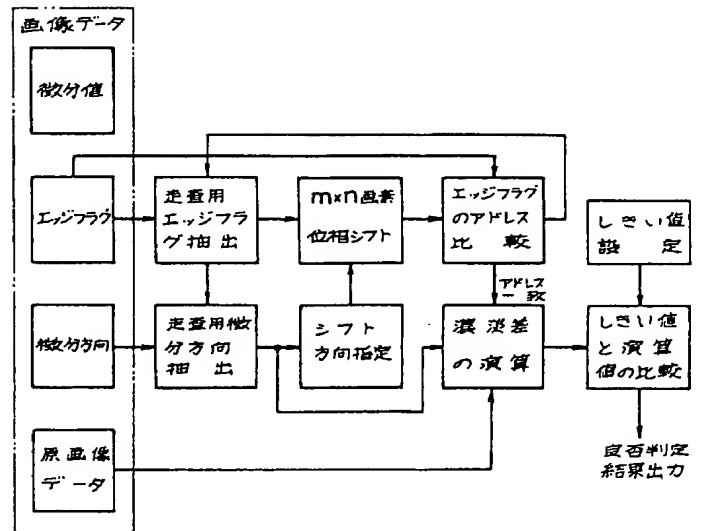 画像データ
微分値
エッジフラグ
微分方向
原画像
データ
走査用
エッジフラ
グ抽出
走査用微
分方向
抽出
m×n画素
位相シフト
シフト
方向指定
エッジフラグ
のアドレス
比較
アドレス
一致
濃淡差
の演算
しきい値
設定
しきい値
と演算
値の比較
良否判定
結果出力